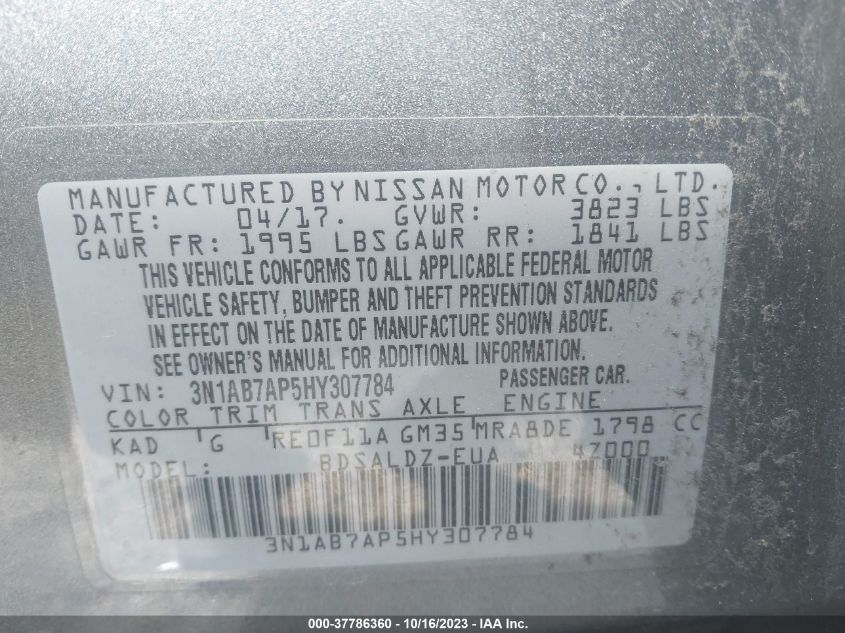 MANUFACTURED BY NISSAN MOTOR CO., LTD.
DATE: 04/17. GVWR: 3823 LBS
GAWR FR: 1995 LBS GAWR RR: 1841 LBS
THIS VEHICLE CONFORMS TO ALL APPLICABLE FEDERAL MOTOR
VEHICLE SAFETY, BUMPER AND THEFT PREVENTION STANDARDS
IN EFFECT ON THE DATE OF MANUFACTURE SHOWN ABOVE.
SEE OWNER'S MANUAL FOR ADDITIONAL INFORMATION.
VIN: 3N1AB7AP5HY307784 PASSENGER CAR.
COLOR TRIM TRANS AXLE ENGINE
KAD G RE0F11A GM35 MRA8DE 1798 CC
MODEL: BDSALDZ-EUA 47000
3N1AB7AP5HY307784
000-37786360 - 10/16/2023 - IAA Inc.